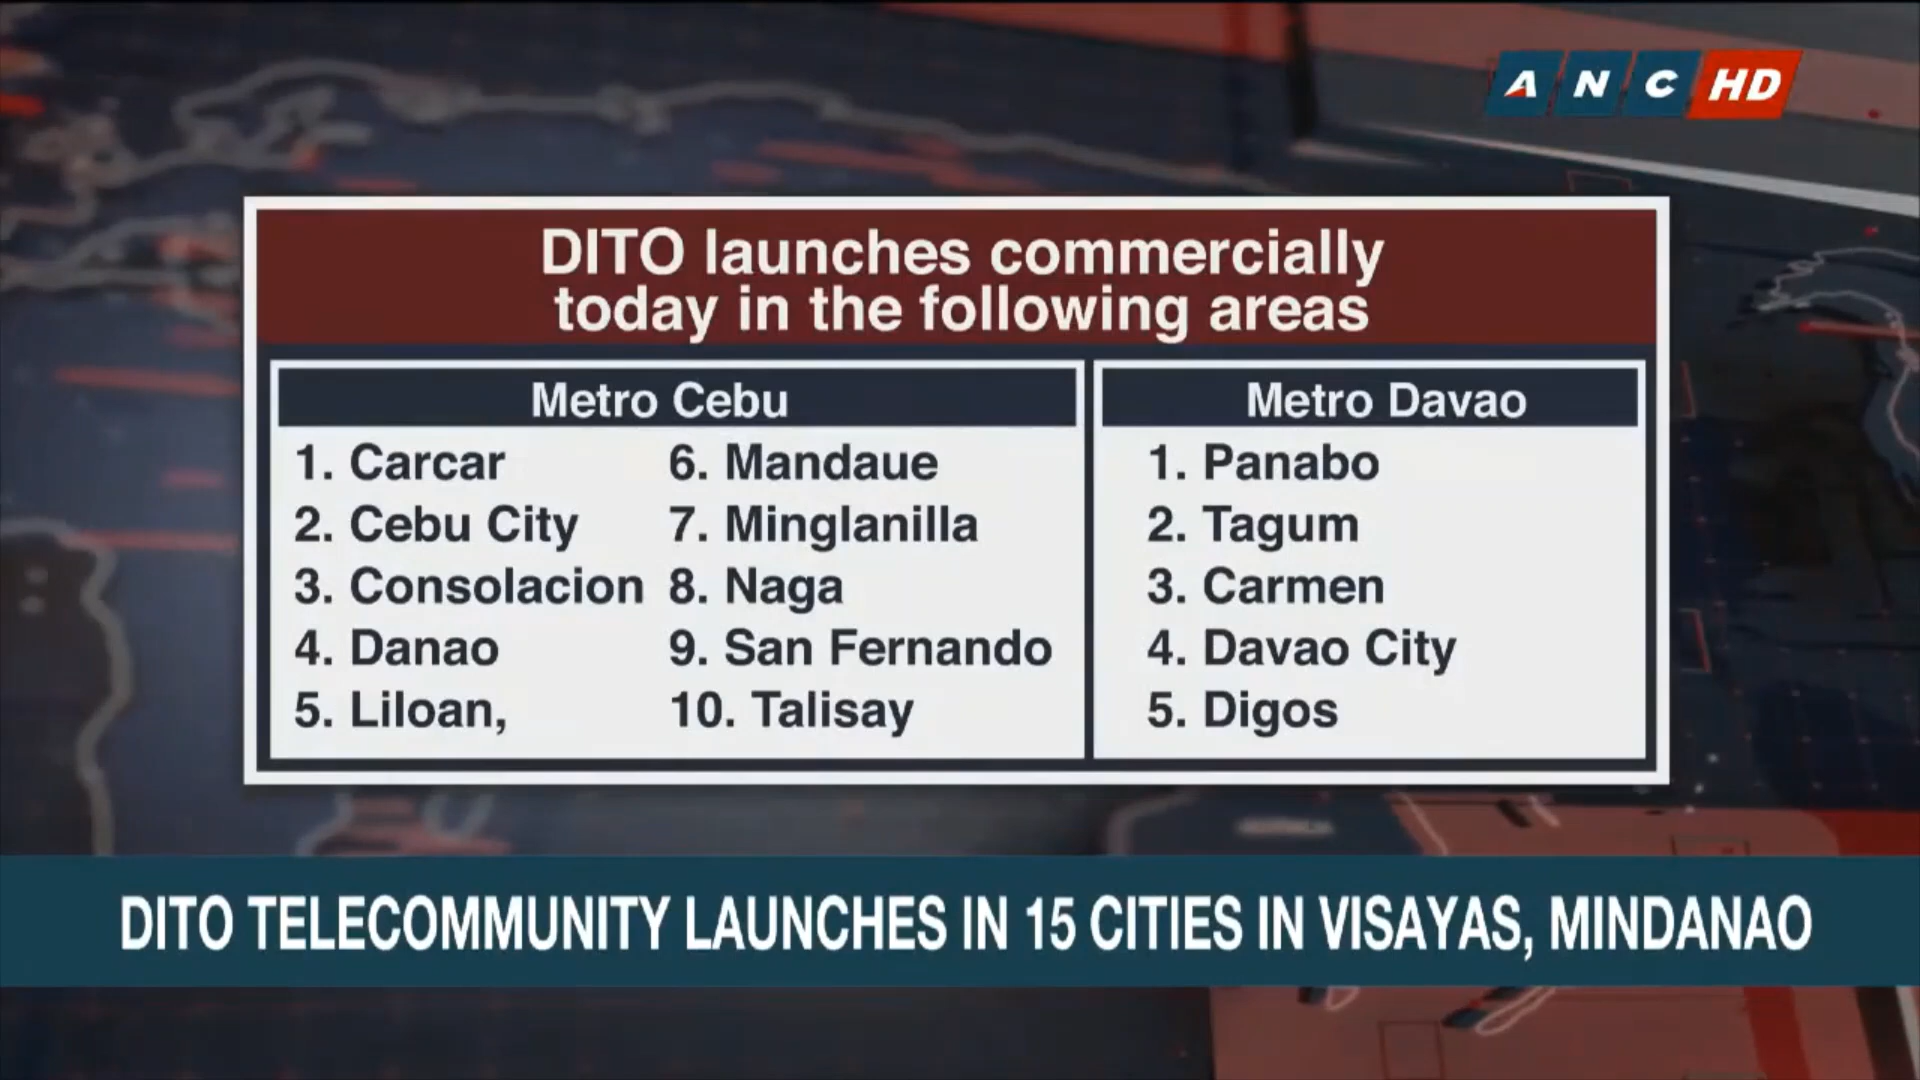 ANC HD
DITO launches commercially
today in the following areas
Metro Cebu
1. Carcar
2. Cebu City
3. Consolacion
4. Danao
5. Liloan,
6. Mandaue
7. Minglanilla
8. Naga
9. San Fernando
10. Talisay
Metro Davao
1. Panabo
2. Tagum
3. Carmen
4. Davao City
5. Digos
DITO TELECOMMUNITY LAUNCHES IN 15 CITIES IN VISAYAS, MINDANAO